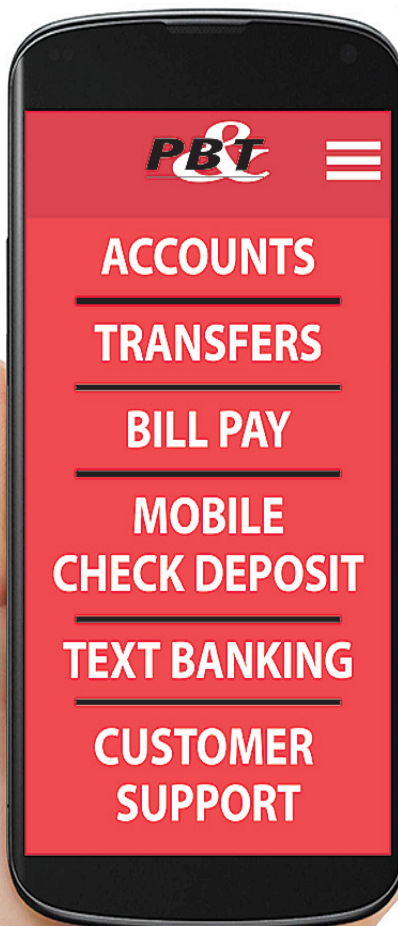 PB&T
ACCOUNTS
TRANSFERS
BILL PAY
MOBILE
CHECK DEPOSIT
TEXT BANKING
CUSTOMER
SUPPORT